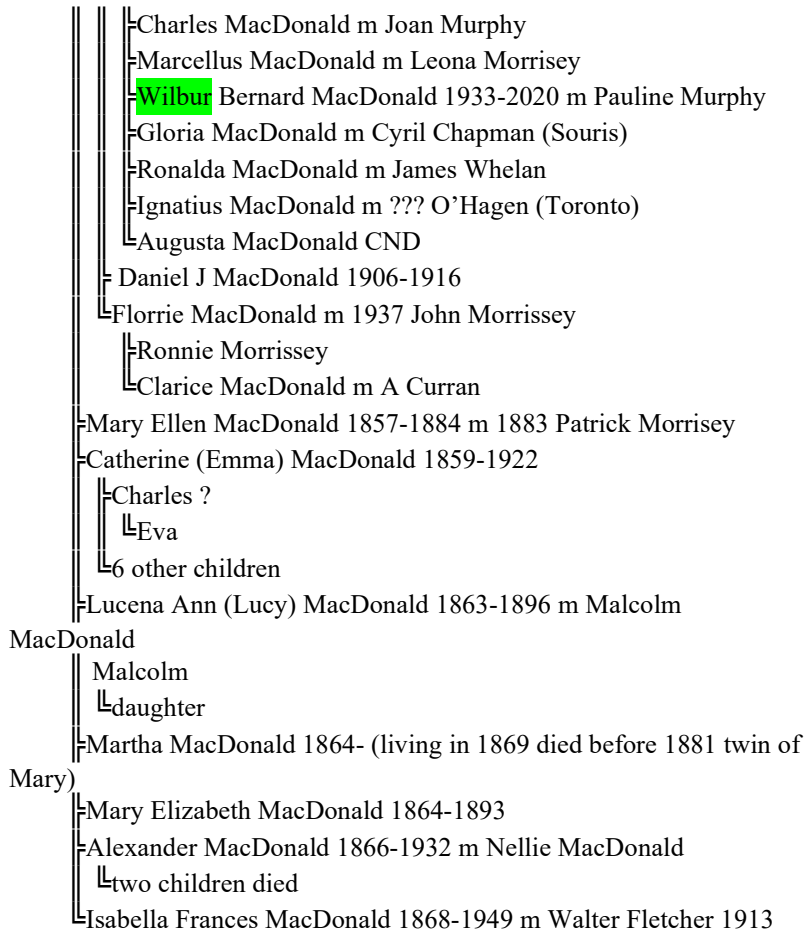 ║ ║ ╠Charles MacDonald m Joan Murphy
║ ║ ╠Marcellus MacDonald m Leona Morrisey
║ ║ ╠Wilbur Bernard MacDonald 1933-2020 m Pauline Murphy
║ ║ ╠Gloria MacDonald m Cyril Chapman (Souris)
║ ║ ╠Ronalda MacDonald m James Whelan
║ ║ ╠Ignatius MacDonald m ??? O’Hagen (Toronto)
║ ║ ╚Augusta MacDonald CND
║ ╠ Daniel J MacDonald 1906-1916
║ ╚Florrie MacDonald m 1937 John Morrissey
║ ╠Ronnie Morrissey
║ ╚Clarice MacDonald m A Curran
╠Mary Ellen MacDonald 1857-1884 m 1883 Patrick Morrisey
╠Catherine (Emma) MacDonald 1859-1922
║ ╠Charles ?
║ ║ ╚Eva
║ ╚6 other children
╠Lucena Ann (Lucy) MacDonald 1863-1896 m Malcolm
MacDonald
║ Malcolm
║ ╚daughter
╠Martha MacDonald 1864- (living in 1869 died before 1881 twin of
Mary)
╠Mary Elizabeth MacDonald 1864-1893
╠Alexander MacDonald 1866-1932 m Nellie MacDonald
║ ╚two children died
╚Isabella Frances MacDonald 1868-1949 m Walter Fletcher 1913